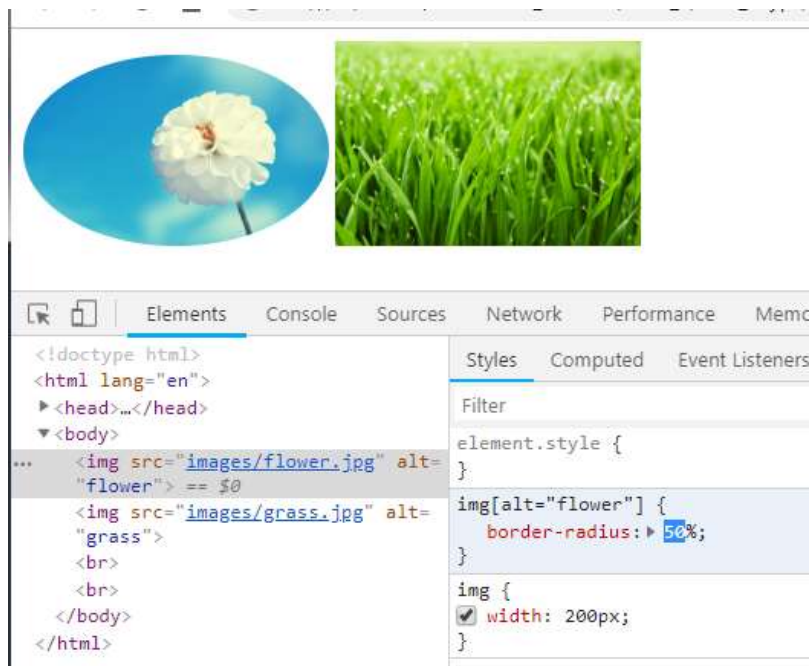 Elements Console Sources Network Performance
<!doctype html>
<html lang="en">
▶<head>…</head>
▼<body>
... <img src="images/flower.jpg" alt=
"flower"> == $0
<img src="images/grass.jpg" alt=
"grass">
<br>
<br>
</body>
</html>
Styles Computed Event Listeners
Filter
element.style {
}
img[alt="flower"] {
border-radius:▶ 50%;
}
img {
width: 200px;
}